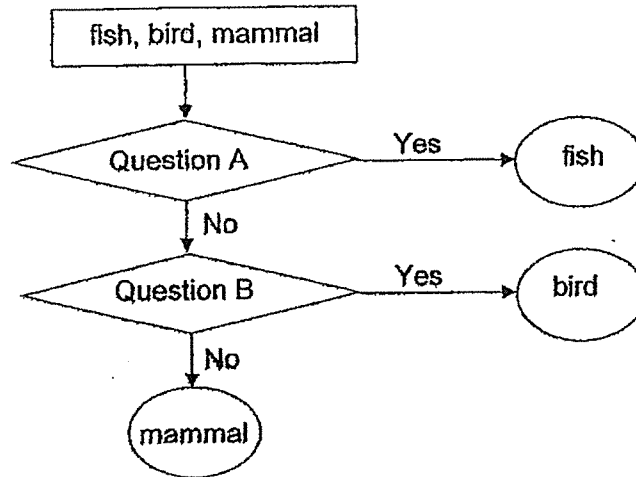 fish, bird, mammal
Question A
Yes
fish
No
Question B
Yes
bird
No
mammal